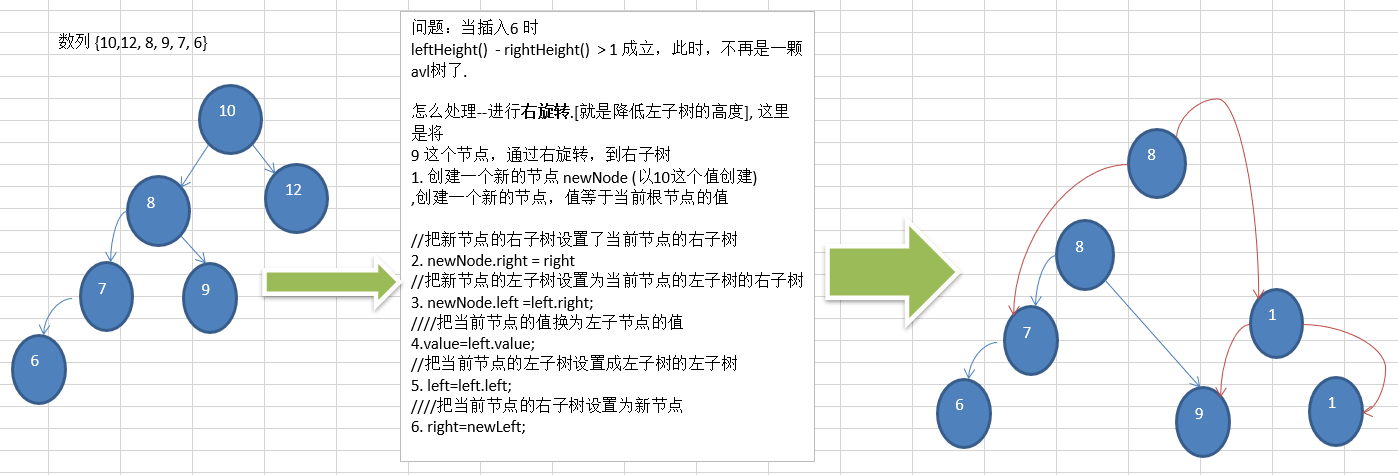 数列 {10,12, 8, 9, 7, 6}
10
12
8
7
9
6
问题：当插入6 时
leftHeight() - rightHeight() > 1 成立，此时，不再是一颗
avl树了.
怎么处理--进行右旋转.[就是降低左子树的高度], 这里
是将
9 这个节点，通过右旋转，到右子树
1. 创建一个新的节点 newNode (以10这个值创建)
,创建一个新的节点，值等于当前根节点的值
//把新节点的右子树设置了当前节点的右子树
2. newNode.right = right
//把新节点的左子树设置为当前节点的左子树的右子树
3. newNode.left =left.right;
////把当前节点的值换为左子节点的值
4.value=left.value;
//把当前节点的左子树设置成左子树的左子树
5. left=left.left;
////把当前节点的右子树设置为新节点
6. right=newLeft;
8
8
7
1
6
9
1